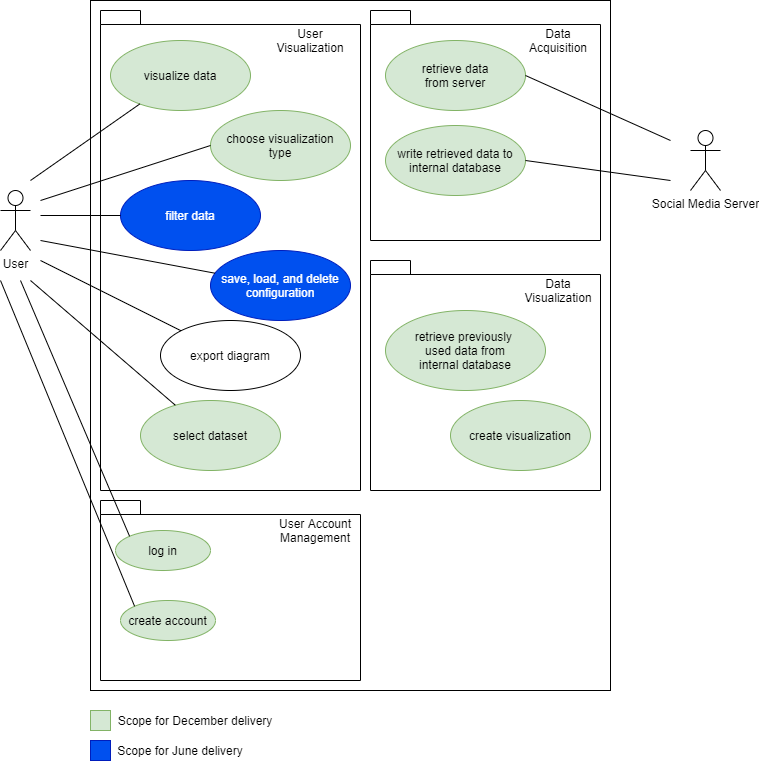 User
Visualization
visualize data
choose visualization
type
filter data
save, load, and delete
configuration
export diagram
select dataset
User
Data
Acquisition
retrieve data
from server
write retrieved data to
internal database
Social Media Server
Data
Visualization
retrieve previously
used data from
internal database
create visualization
User Account
Management
log in
create account
Scope for December delivery
Scope for June delivery